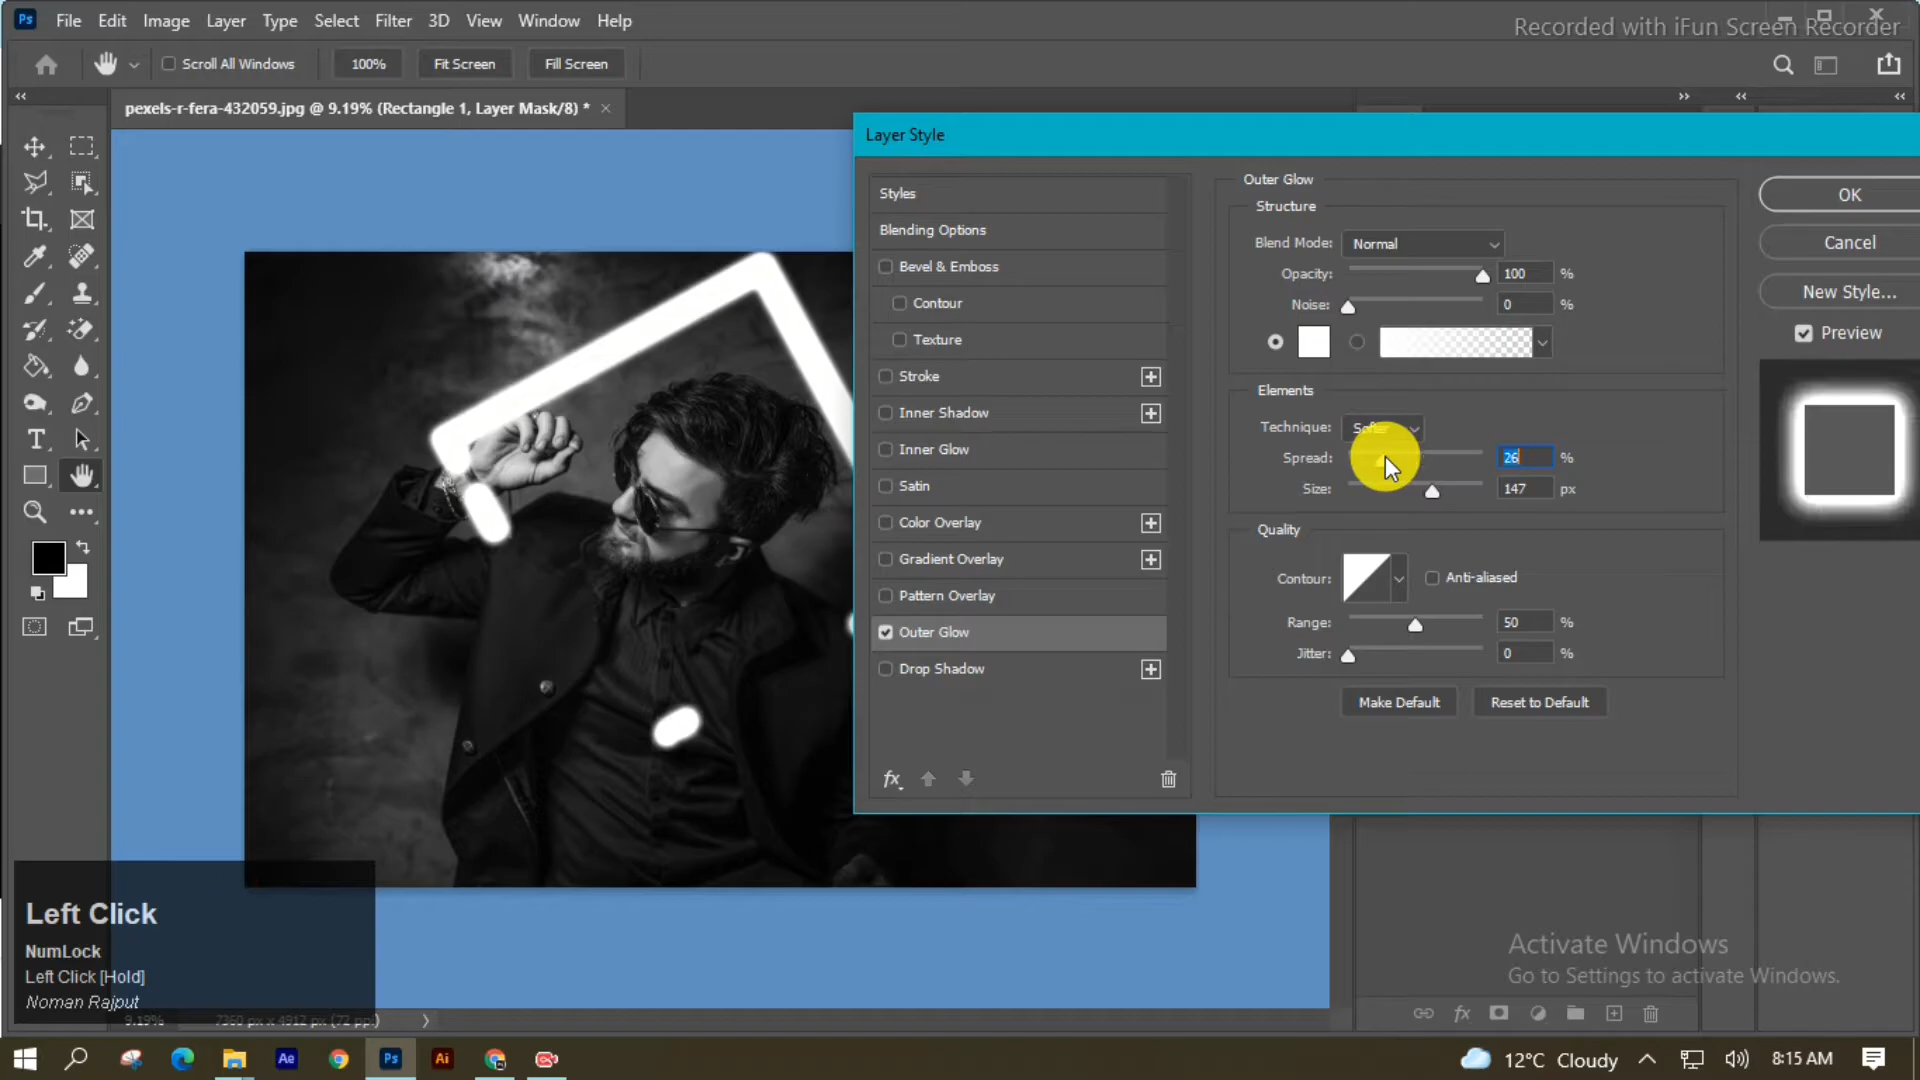 Ps File Edit Image Layer Type Select Filter 3D View Window Help
Recorded with iFun Screen Recorder
Scroll All Windows 100% Fit Screen Fill Screen
pexels-r-fera-432059.jpg @ 9.19% (Rectangle 1, Layer Mask/8) *
Layer Style
Styles
Blending Options
Bevel & Emboss
Contour
Texture
Stroke
Inner Shadow
Inner Glow
Satin
Color Overlay
Gradient Overlay
Pattern Overlay
Outer Glow
Drop Shadow
fx
Outer Glow
Structure
Blend Mode: Normal
Opacity: 100 %
Noise: 0 %
Elements
Technique: Softer
Spread: 26 %
Size: 147 px
Quality
Contour: Anti-aliased
Range: 50 %
Jitter: 0 %
Make Default Reset to Default
OK
Cancel
New Style...
Preview
Left Click
NumLock
Left Click [Hold]
Noman Rajput
9.19% 7360 px x 4912 px (72 ppi)
Activate Windows
Go to Settings to activate Windows.
fx
Ae Ps Ai
12°C Cloudy
8:15 AM